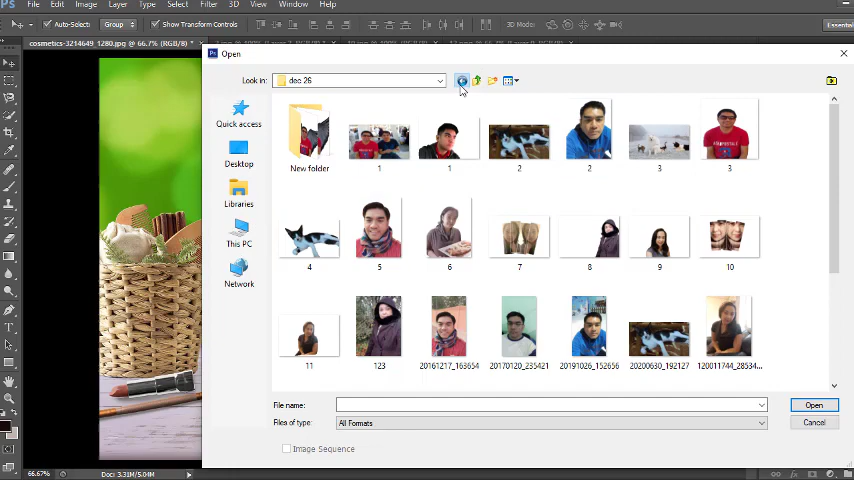 Ps File Edit Image Layer Type Select Filter 3D View Window Help
Auto-Select: Group Show Transform Controls 3D Mode: Essential
cosmetics-3214649_1280.jpg @ 66.7% (RGB/8) *
Open
Look in: dec 26
Quick access
Desktop
Libraries
This PC
Network
New folder 1 1 2 2 3 3
4 5 6 7 8 9 10
11 123 20161217_163654 20170120_235421 20191026_152656 20200630_192127 120011744_28534...
File name: Open
Files of type: All Formats Cancel
Image Sequence
66.67% Doc: 3.31M/5.04M